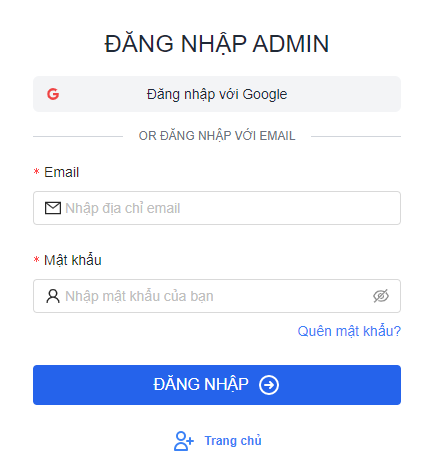 ĐĂNG NHẬP ADMIN
Đăng nhập với Google
OR ĐĂNG NHẬP VỚI EMAIL
* Email
Nhập địa chỉ email
* Mật khẩu
Nhập mật khẩu của bạn
Quên mật khẩu?
ĐĂNG NHẬP
Trang chủ